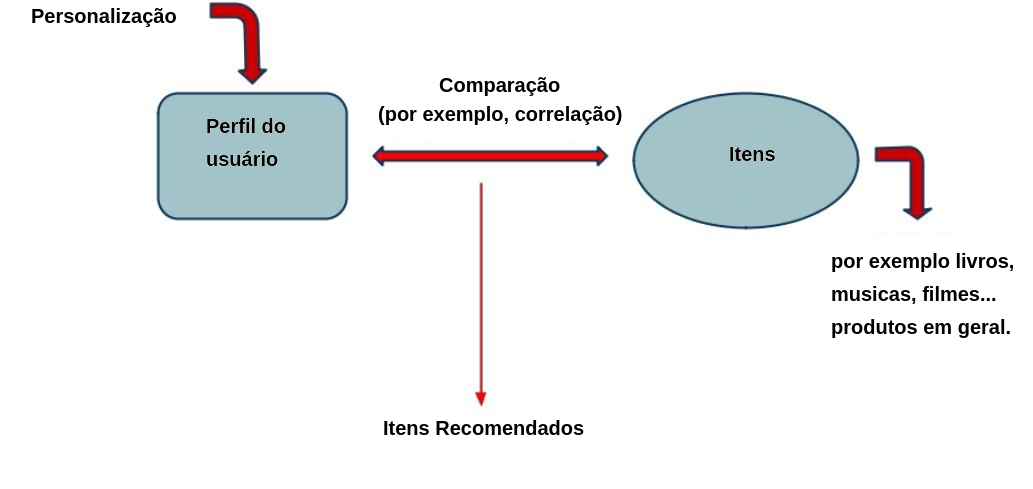 Personalização
Comparação
(por exemplo, correlação)
Perfil do
usuário
Itens
por exemplo livros,
musicas, filmes...
produtos em geral.
Itens Recomendados